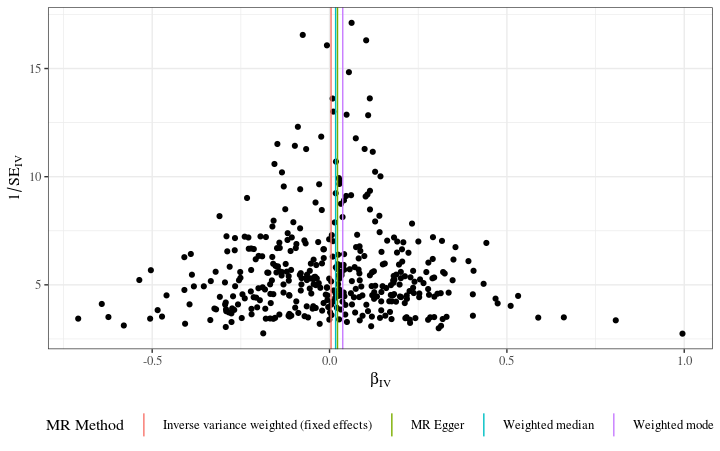 15
10
5
1/SE_IV
-0.5
0.0
0.5
1.0
β_IV
MR Method
Inverse variance weighted (fixed effects)
MR Egger
Weighted median
Weighted mode